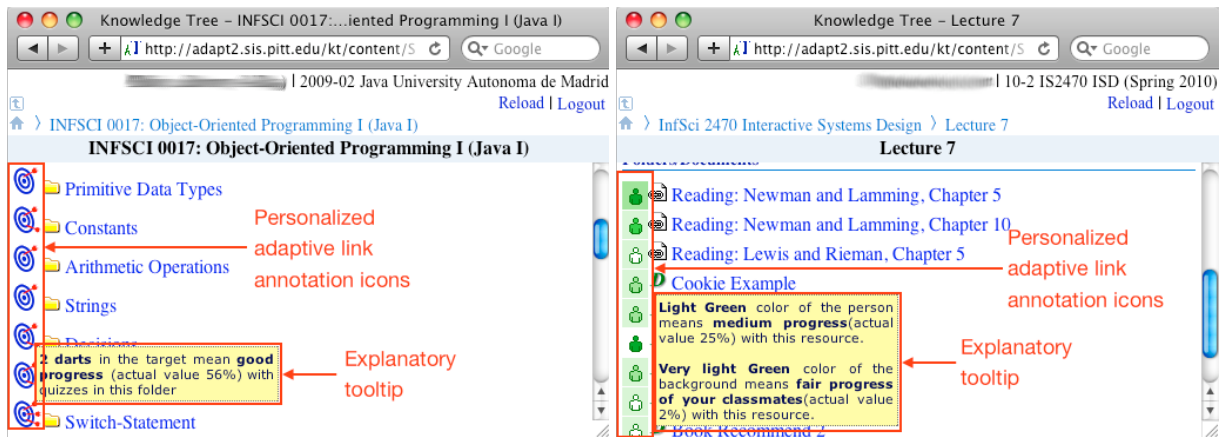 Knowledge Tree – INFSCI 0017:...iented Programming I (Java I)
http://adapt2.sis.pitt.edu/kt/content/S
Google
| 2009-02 Java University Autonoma de Madrid
Reload | Logout
INFSCI 0017: Object-Oriented Programming I (Java I)
INFSCI 0017: Object-Oriented Programming I (Java I)
Primitive Data Types
Constants
Arithmetic Operations
Strings
Decisions
2 darts in the target mean good
progress (actual value 56%) with
quizzes in this folder
Switch-Statement
Personalized
adaptive link
annotation icons
Explanatory
tooltip
Knowledge Tree – Lecture 7
http://adapt2.sis.pitt.edu/kt/content/S
Google
| 10-2 IS2470 ISD (Spring 2010)
Reload | Logout
InfSci 2470 Interactive Systems Design 〉 Lecture 7
Lecture 7
Folders/Documents
Reading: Newman and Lamming, Chapter 5
Reading: Newman and Lamming, Chapter 10
Reading: Lewis and Rieman, Chapter 5
Cookie Example
Light Green color of the person
means medium progress(actual
value 25%) with this resource.
Very light Green color of the
background means fair progress
of your classmates(actual value
2%) with this resource.
Book Recommend 2
Personalized
adaptive link
annotation icons
Explanatory
tooltip